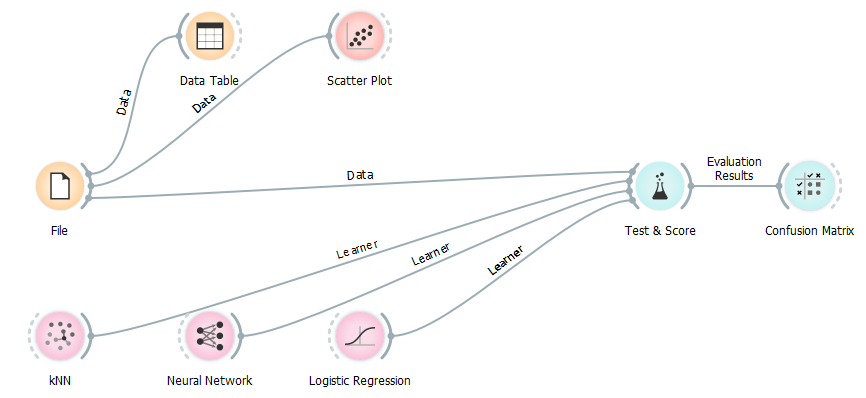 Data Table
Scatter Plot
Data
Data
Data
Evaluation
Results
File
Test & Score
Confusion Matrix
Learner
Learner
Learner
kNN
Neural Network
Logistic Regression